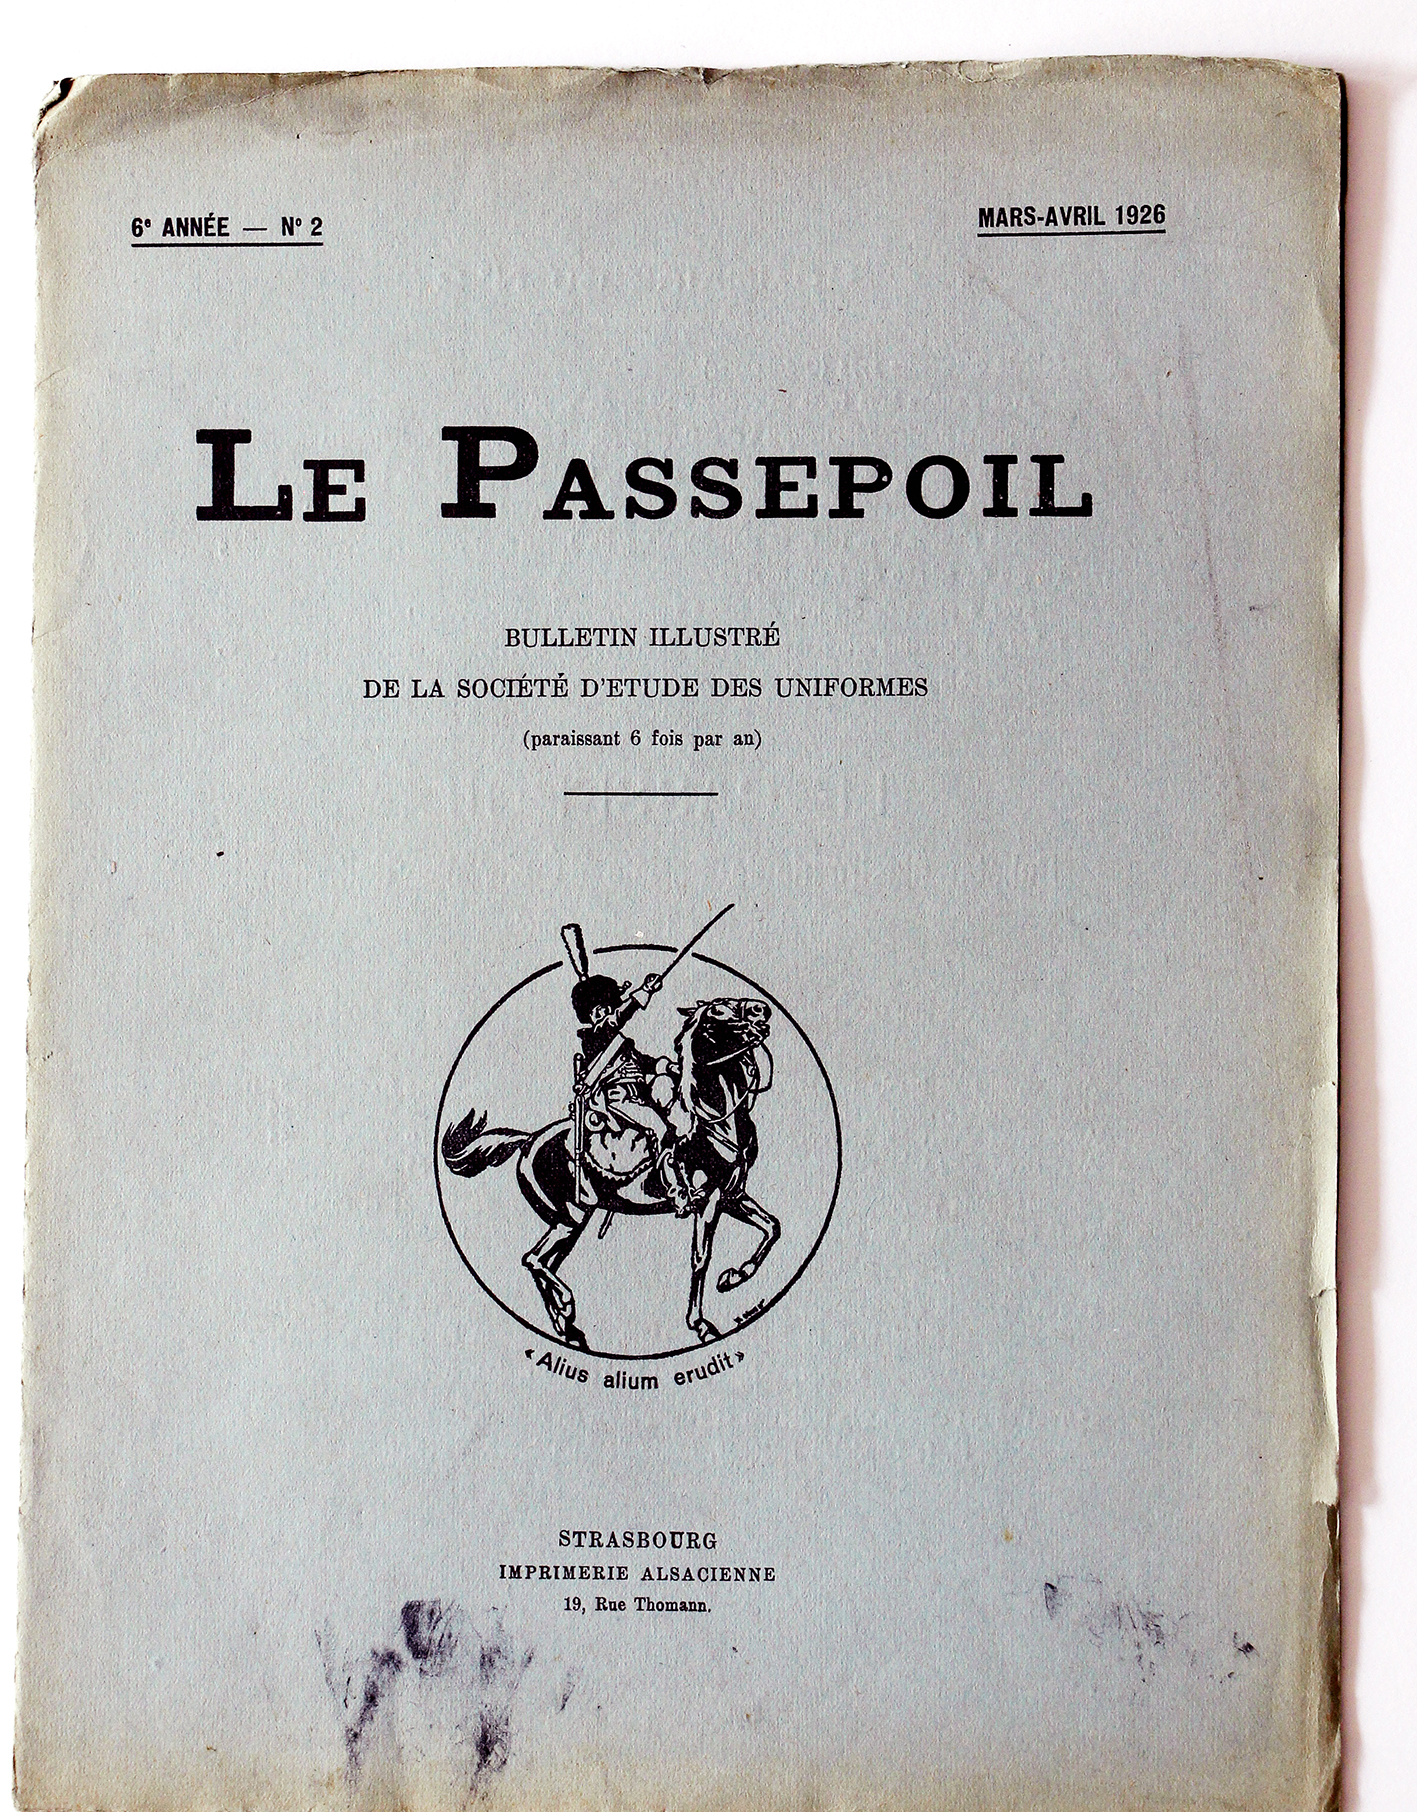 6e ANNÉE — No 2
MARS-AVRIL 1926
LE PASSEPOIL
BULLETIN ILLUSTRÉ
DE LA SOCIÉTÉ D'ETUDE DES UNIFORMES
(paraissant 6 fois par an)
«Alius alium erudit»
STRASBOURG
IMPRIMERIE ALSACIENNE
19, Rue Thomann.